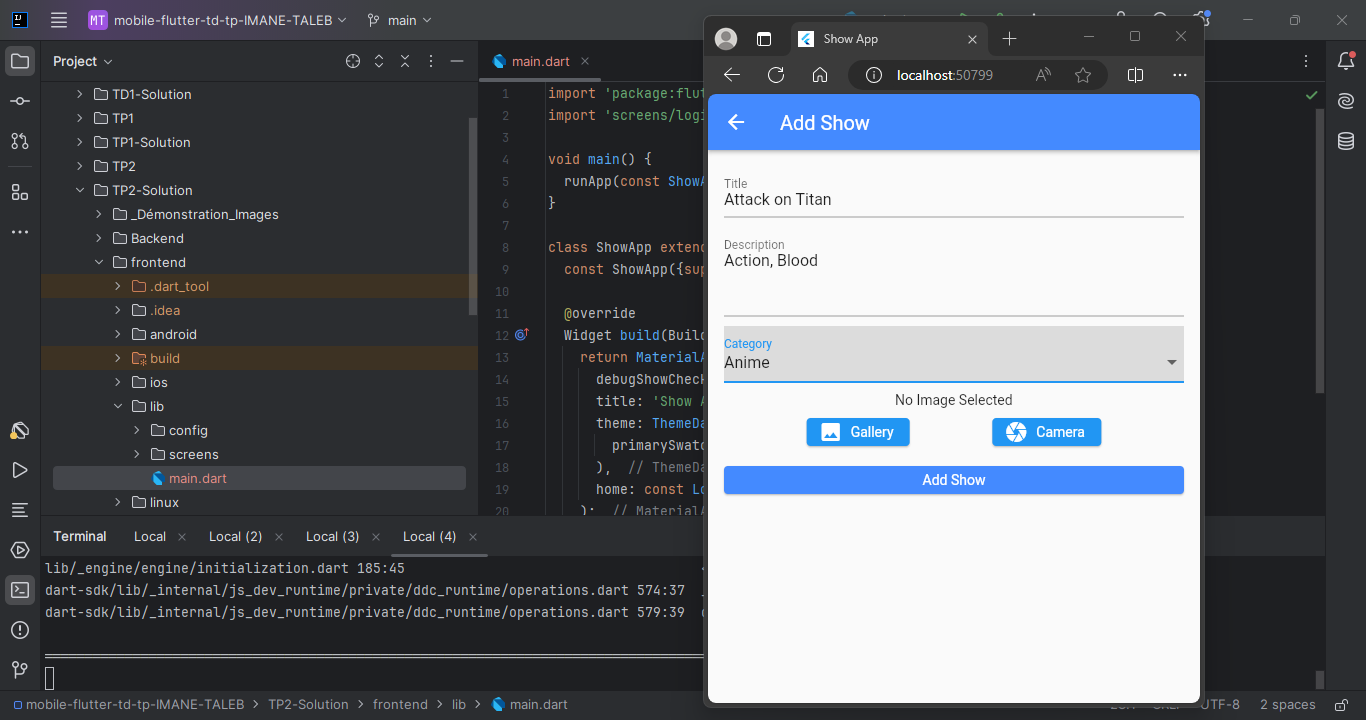 MT mobile-flutter-td-tp-IMANE-TALEB main
Project
TD1-Solution
TP1
TP1-Solution
TP2
TP2-Solution
_Démonstration_Images
Backend
frontend
.dart_tool
.idea
android
build
ios
lib
config
screens
main.dart
linux
main.dart
1 import 'package:flu
2 import 'screens/logi
3
4 void main() {
5 runApp(const Show
6 }
7
8 class ShowApp extend
9 const ShowApp({su
10
11 @override
12 Widget build(Buil
13 return Material
14 debugShowChec
15 title: 'Show
16 theme: ThemeDa
17 primarySwat
18 ), // ThemeDa
19 home: const Lo
20 ); // Material
Show App
localhost:50799
Add Show
Title
Attack on Titan
Description
Action, Blood
Category
Anime
No Image Selected
Gallery Camera
Add Show
Terminal Local Local (2) Local (3) Local (4)
lib/_engine/engine/initialization.dart 185:45
dart-sdk/lib/_internal/js_dev_runtime/private/ddc_runtime/operations.dart 574:37
dart-sdk/lib/_internal/js_dev_runtime/private/ddc_runtime/operations.dart 579:39
mobile-flutter-td-tp-IMANE-TALEB > TP2-Solution > frontend > lib > main.dart
UTF-8 2 spaces